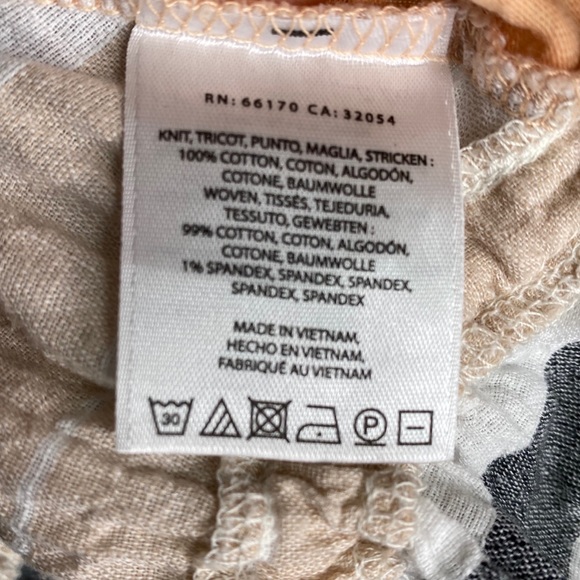 RN: 66170 CA: 32054
KNIT, TRICOT, PUNTO, MAGLIA, STRICKEN :
100% COTTON, COTON, ALGODÓN,
COTONE, BAUMWOLLE
WOVEN, TISSÉS, TEJEDURIA,
TESSUTO, GEWEBTEN :
99% COTTON, COTON, ALGODÓN,
COTONE, BAUMWOLLE
1% SPANDEX, SPANDEX, SPANDEX,
SPANDEX, SPANDEX
MADE IN VIETNAM,
HECHO EN VIETNAM,
FABRIQUÉ AU VIETNAM
30 P